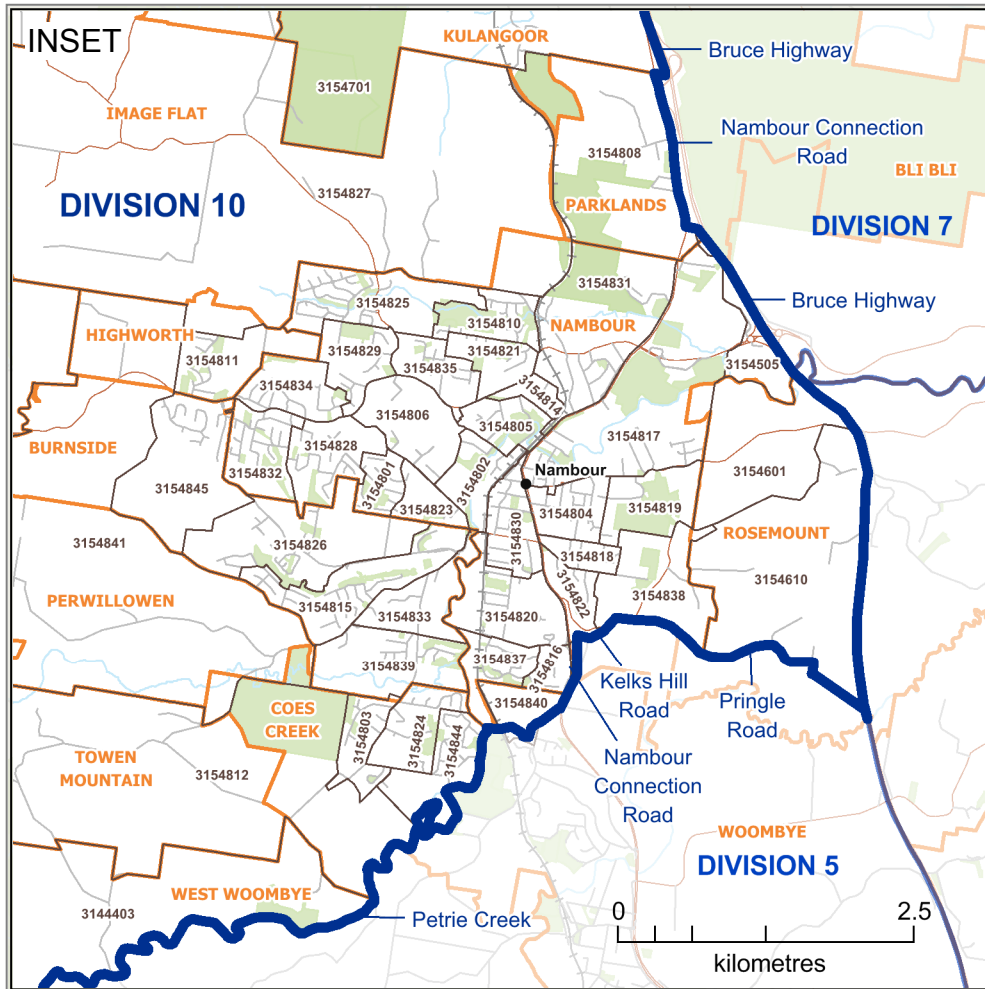 INSET
KULANGOOR
Bruce Highway
3154701
IMAGE FLAT
Nambour Connection
Road
3154808
BLI BLI
3154827
DIVISION 10
PARKLANDS
DIVISION 7
3154831
3154825
Bruce Highway
3154810
NAMBOUR
HIGHWORTH
3154811
3154829
3154821
3154835
3154505
3154834
3154814
3154806
3154805
3154817
BURNSIDE
3154828
3154832
3154801
3154802
Nambour
3154601
3154845
3154823
3154804
3154819
3154830
ROSEMOUNT
3154841
3154826
3154818
3154610
PERWILLOWEN
3154815
3154833
3154822
3154838
3154820
3154839
3154837
3154816
Kelks Hill
Road
Pringle
Road
3154840
COES
CREEK
3154803
3154824
3154844
TOWEN
MOUNTAIN
3154812
Nambour
Connection
Road
WOOMBYE
DIVISION 5
WEST WOOMBYE
3144403
Petrie Creek
0
2.5
kilometres